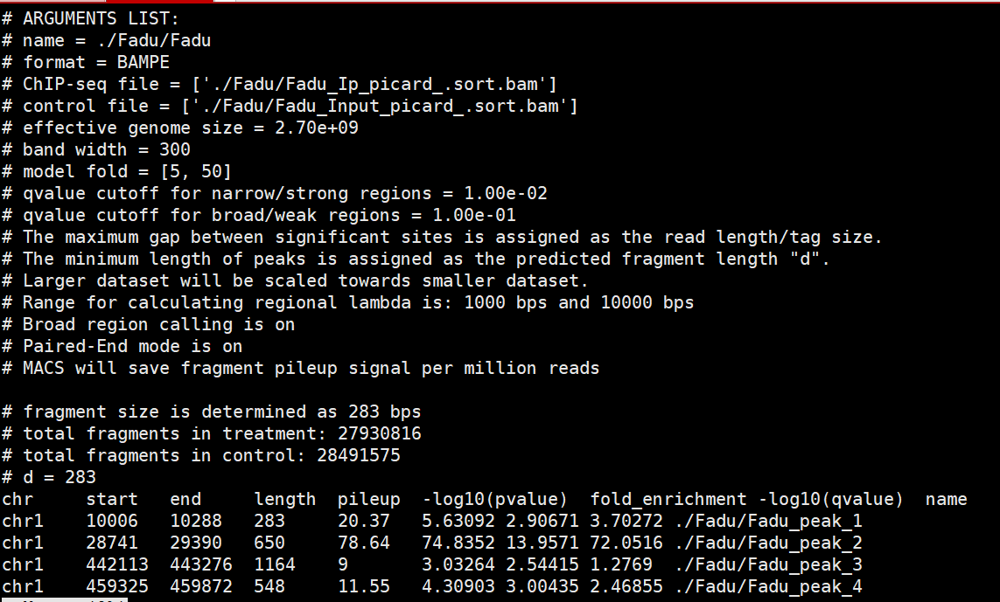 # ARGUMENTS LIST:
# name = ./Fadu/Fadu
# format = BAMPE
# ChIP-seq file = ['./Fadu/Fadu_Ip_picard_.sort.bam']
# control file = ['./Fadu/Fadu_Input_picard_.sort.bam']
# effective genome size = 2.70e+09
# band width = 300
# model fold = [5, 50]
# qvalue cutoff for narrow/strong regions = 1.00e-02
# qvalue cutoff for broad/weak regions = 1.00e-01
# The maximum gap between significant sites is assigned as the read length/tag size.
# The minimum length of peaks is assigned as the predicted fragment length "d".
# Larger dataset will be scaled towards smaller dataset.
# Range for calculating regional lambda is: 1000 bps and 10000 bps
# Broad region calling is on
# Paired-End mode is on
# MACS will save fragment pileup signal per million reads
# fragment size is determined as 283 bps
# total fragments in treatment: 27930816
# total fragments in control: 28491575
# d = 283
chr start end length pileup -log10(pvalue) fold_enrichment -log10(qvalue) name
chr1 10006 10288 283 20.37 5.63092 2.90671 3.70272 ./Fadu/Fadu_peak_1
chr1 28741 29390 650 78.64 74.8352 13.9571 72.0516 ./Fadu/Fadu_peak_2
chr1 442113 443276 1164 9 3.03264 2.54415 1.2769 ./Fadu/Fadu_peak_3
chr1 459325 459872 548 11.55 4.30903 3.00435 2.46855 ./Fadu/Fadu_peak_4